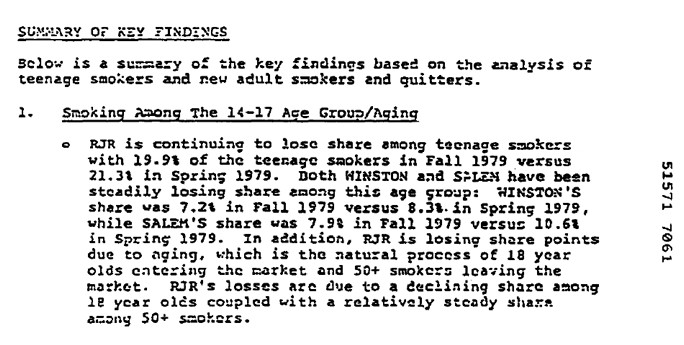 SUMMARY OF KEY FINDINGS
Below is a summary of the key findings based on the analysis of
teenage smokers and new adult smokers and quitters.
1. Smoking Among The 14-17 Age Group/Aging
o RJR is continuing to lose share among teenage smokers
with 19.9% of the teenage smokers in Fall 1979 versus
21.3% in Spring 1979. Both WINSTON and SALEM have been
steadily losing share among this age group: WINSTON'S
share was 7.2% in Fall 1979 versus 8.3% in Spring 1979,
while SALEM'S share was 7.9% in Fall 1979 versus 10.6%
in Spring 1979. In addition, RJR is losing share points
due to aging, which is the natural process of 18 year
olds entering the market and 50+ smokers leaving the
market. RJR's losses are due to a declining share among
18 year olds coupled with a relatively steady share
among 50+ smokers.
51571 7061